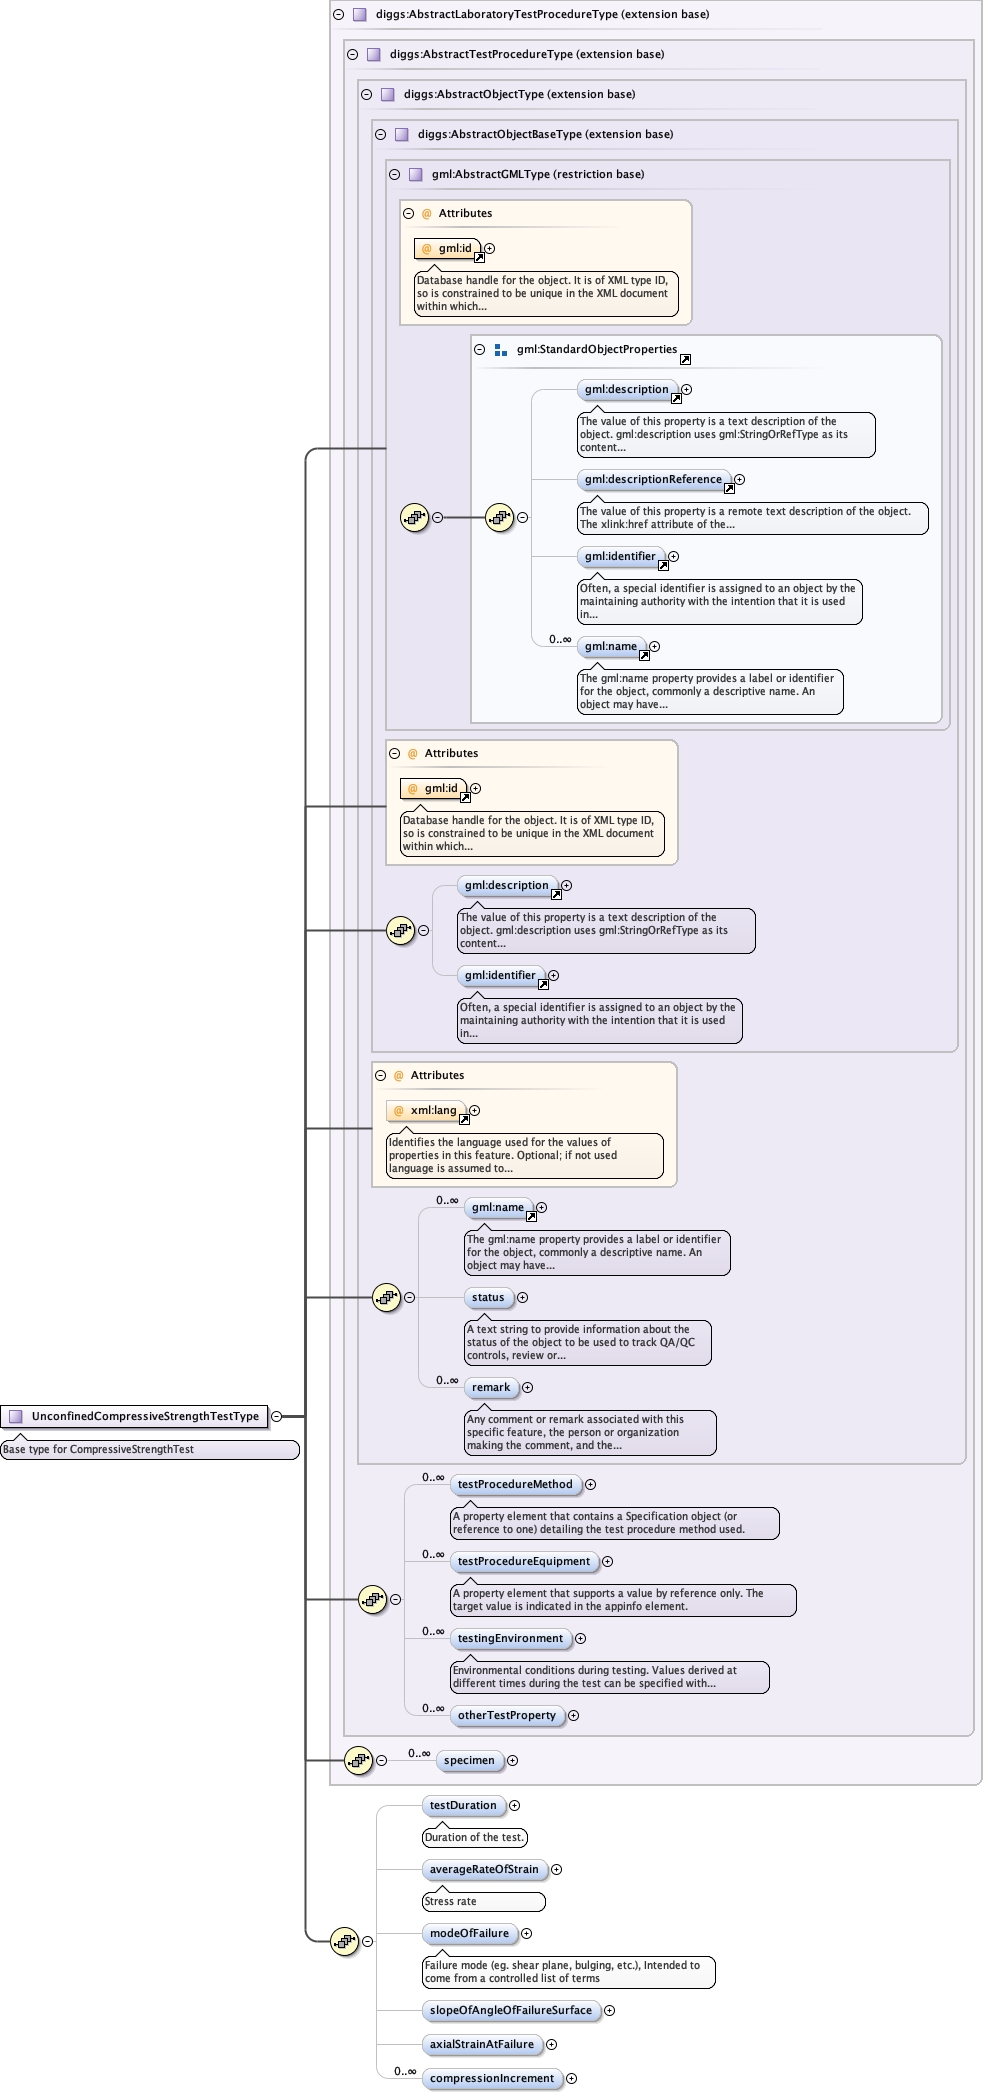 diggs:AbstractLaboratoryTestProcedureType (extension base)
diggs:AbstractTestProcedureType (extension base)
diggs:AbstractObjectType (extension base)
diggs:AbstractObjectBaseType (extension base)
gml:AbstractGMLType (restriction base)
@ Attributes
@ gml:id
Database handle for the object. It is of XML type ID,
so is constrained to be unique in the XML document
within which...
gml:StandardObjectProperties
gml:description
The value of this property is a text description of the
object. gml:description uses gml:StringOrRefType as its
content...
gml:descriptionReference
The value of this property is a remote text description of the object.
The xlink:href attribute of the...
gml:identifier
Often, a special identifier is assigned to an object by the
maintaining authority with the intention that it is used
in...
0..∞ gml:name
The gml:name property provides a label or identifier
for the object, commonly a descriptive name. An
object may have...
@ Attributes
@ gml:id
Database handle for the object. It is of XML type ID,
so is constrained to be unique in the XML document
within which...
gml:description
The value of this property is a text description of the
object. gml:description uses gml:StringOrRefType as its
content...
gml:identifier
Often, a special identifier is assigned to an object by the
maintaining authority with the intention that it is used
in...
@ Attributes
@ xml:lang
Identifies the language used for the values of
properties in this feature. Optional; if not used
language is assumed to...
0..∞ gml:name
The gml:name property provides a label or identifier
for the object, commonly a descriptive name. An
object may have...
status
A text string to provide information about the
status of the object to be used to track QA/QC
controls, review or...
0..∞ remark
Any comment or remark associated with this
specific feature, the person or organization
making the comment, and the...
UnconfinedCompressiveStrengthTestType
Base type for CompressiveStrengthTest
0..∞ testProcedureMethod
A property element that contains a Specification object (or
reference to one) detailing the test procedure method used.
0..∞ testProcedureEquipment
A property element that supports a value by reference only. The
target value is indicated in the appinfo element.
0..∞ testingEnvironment
Environmental conditions during testing. Values derived at
different times during the test can be specified with...
0..∞ otherTestProperty
0..∞ specimen
testDuration
Duration of the test.
averageRateOfStrain
Stress rate
modeOfFailure
Failure mode (eg. shear plane, bulging, etc.), Intended to
come from a controlled list of terms
slopeOfAngleOfFailureSurface
axialStrainAtFailure
0..∞ compressionIncrement